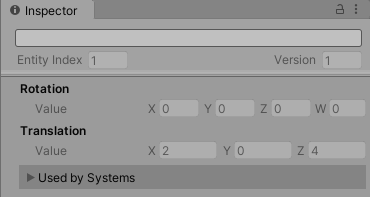 Inspector
Entity Index 1 Version 1
Rotation
Value X 0 Y 0 Z 0 W 0
Translation
Value X 2 Y 0 Z 4
Used by Systems